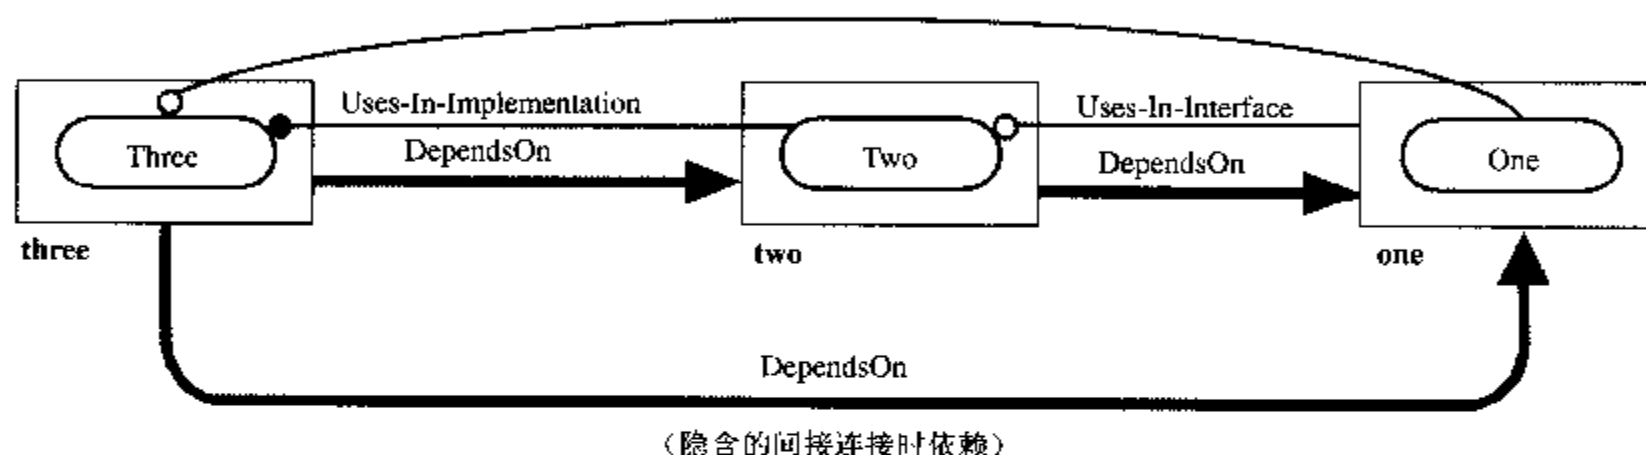 Uses-In-Implementation
Uses-In-Interface
Three
DependsOn
Two
DependsOn
One
three
two
one
DependsOn
（隐含的间接连接时依赖）